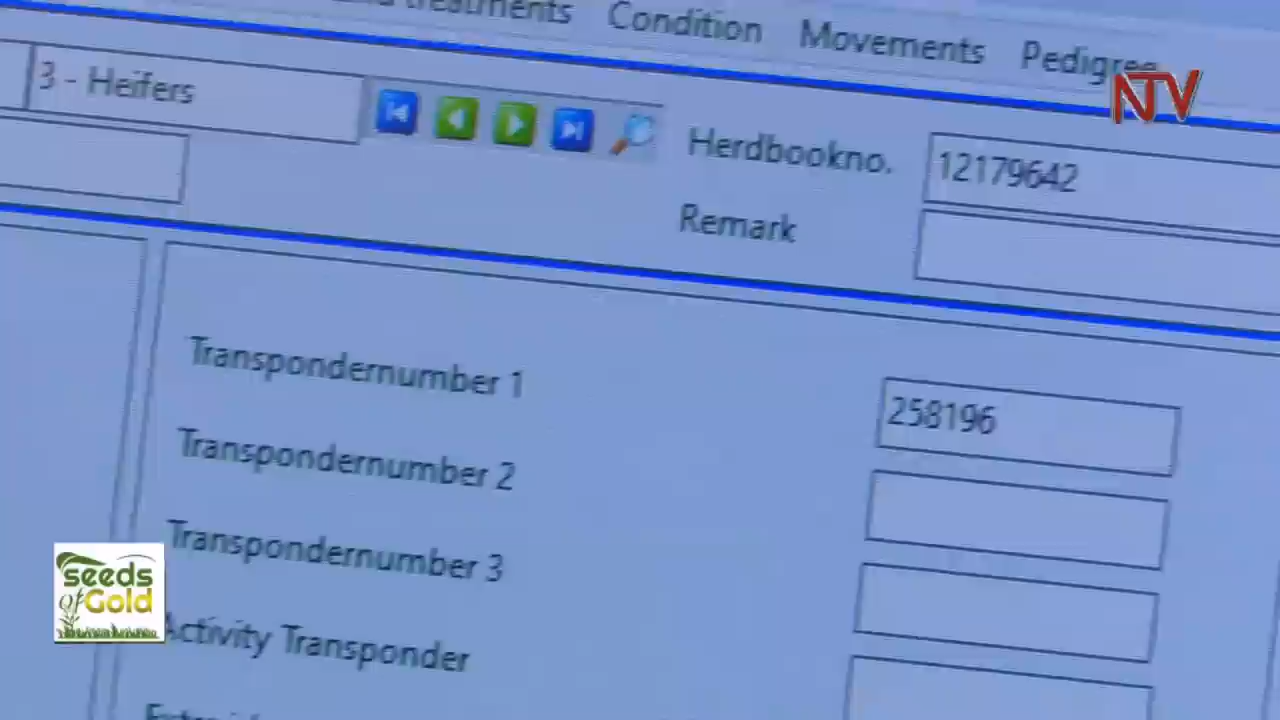 treatments Condition Movements Pedigree
NTV
3 - Heifers
Herdbookno. 12179642
Remark
Transpondernumber 1 258196
Transpondernumber 2
Transpondernumber 3
Activity Transponder
seeds
of Gold